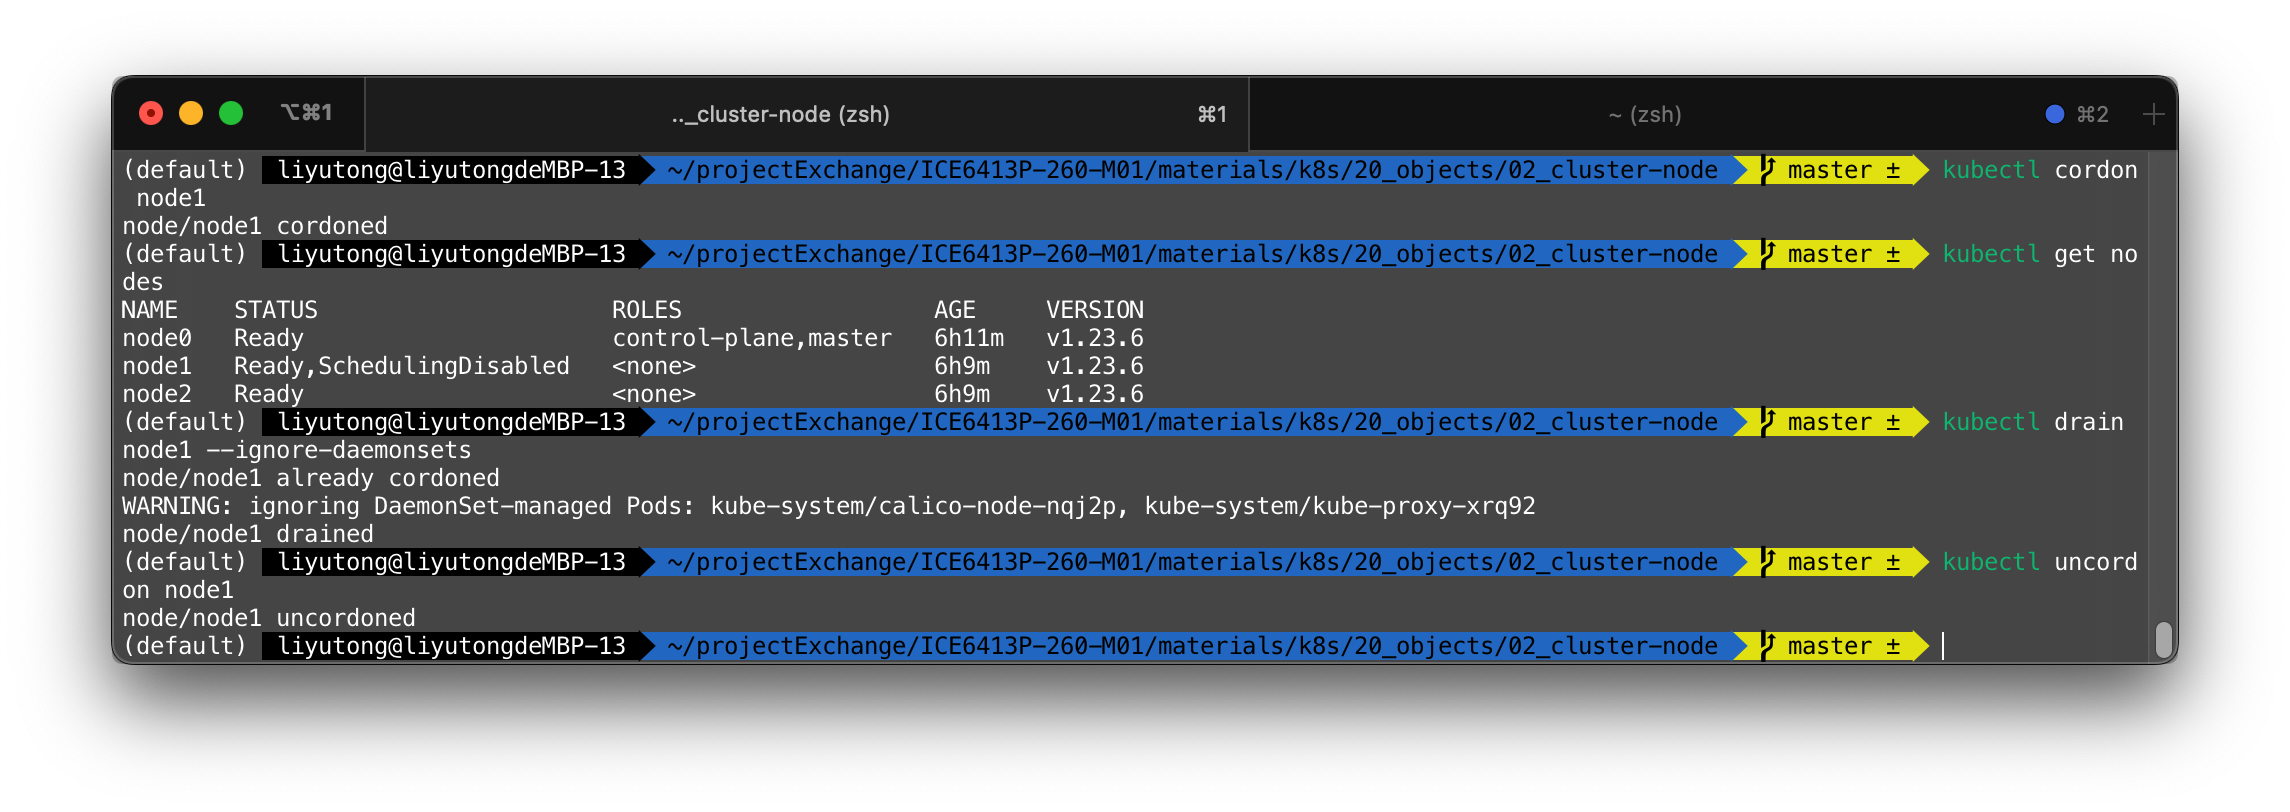 ⌥⌘1 .._cluster-node (zsh) ⌘1 ~ (zsh) ⌘2
(default) liyutong@liyutongdeMBP-13 ~/projectExchange/ICE6413P-260-M01/materials/k8s/20_objects/02_cluster-node master ± kubectl cordon
node1
node/node1 cordoned
(default) liyutong@liyutongdeMBP-13 ~/projectExchange/ICE6413P-260-M01/materials/k8s/20_objects/02_cluster-node master ± kubectl get no
des
NAME STATUS ROLES AGE VERSION
node0 Ready control-plane,master 6h11m v1.23.6
node1 Ready,SchedulingDisabled <none> 6h9m v1.23.6
node2 Ready <none> 6h9m v1.23.6
(default) liyutong@liyutongdeMBP-13 ~/projectExchange/ICE6413P-260-M01/materials/k8s/20_objects/02_cluster-node master ± kubectl drain
node1 --ignore-daemonsets
node/node1 already cordoned
WARNING: ignoring DaemonSet-managed Pods: kube-system/calico-node-nqj2p, kube-system/kube-proxy-xrq92
node/node1 drained
(default) liyutong@liyutongdeMBP-13 ~/projectExchange/ICE6413P-260-M01/materials/k8s/20_objects/02_cluster-node master ± kubectl uncord
on node1
node/node1 uncordoned
(default) liyutong@liyutongdeMBP-13 ~/projectExchange/ICE6413P-260-M01/materials/k8s/20_objects/02_cluster-node master ±